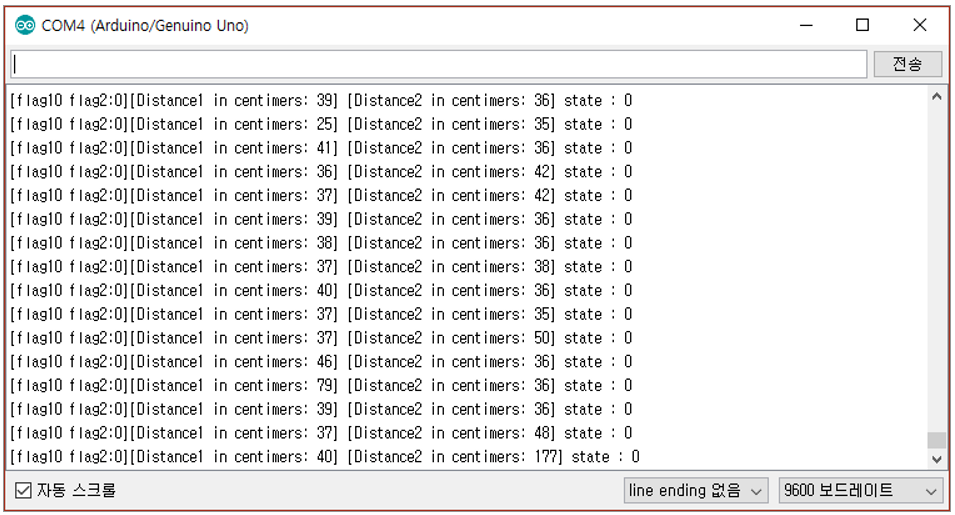 COM4 (Arduino/Genuino Uno)
전송
[flag10 flag2:0][Distance1 in centimers: 39] [Distance2 in centimers: 36] state : 0
[flag10 flag2:0][Distance1 in centimers: 25] [Distance2 in centimers: 35] state : 0
[flag10 flag2:0][Distance1 in centimers: 41] [Distance2 in centimers: 36] state : 0
[flag10 flag2:0][Distance1 in centimers: 36] [Distance2 in centimers: 42] state : 0
[flag10 flag2:0][Distance1 in centimers: 37] [Distance2 in centimers: 42] state : 0
[flag10 flag2:0][Distance1 in centimers: 39] [Distance2 in centimers: 36] state : 0
[flag10 flag2:0][Distance1 in centimers: 38] [Distance2 in centimers: 36] state : 0
[flag10 flag2:0][Distance1 in centimers: 37] [Distance2 in centimers: 38] state : 0
[flag10 flag2:0][Distance1 in centimers: 40] [Distance2 in centimers: 36] state : 0
[flag10 flag2:0][Distance1 in centimers: 37] [Distance2 in centimers: 35] state : 0
[flag10 flag2:0][Distance1 in centimers: 37] [Distance2 in centimers: 50] state : 0
[flag10 flag2:0][Distance1 in centimers: 46] [Distance2 in centimers: 36] state : 0
[flag10 flag2:0][Distance1 in centimers: 79] [Distance2 in centimers: 36] state : 0
[flag10 flag2:0][Distance1 in centimers: 39] [Distance2 in centimers: 36] state : 0
[flag10 flag2:0][Distance1 in centimers: 37] [Distance2 in centimers: 48] state : 0
[flag10 flag2:0][Distance1 in centimers: 40] [Distance2 in centimers: 177] state : 0
자동 스크롤 line ending 없음 9600 보드레이트